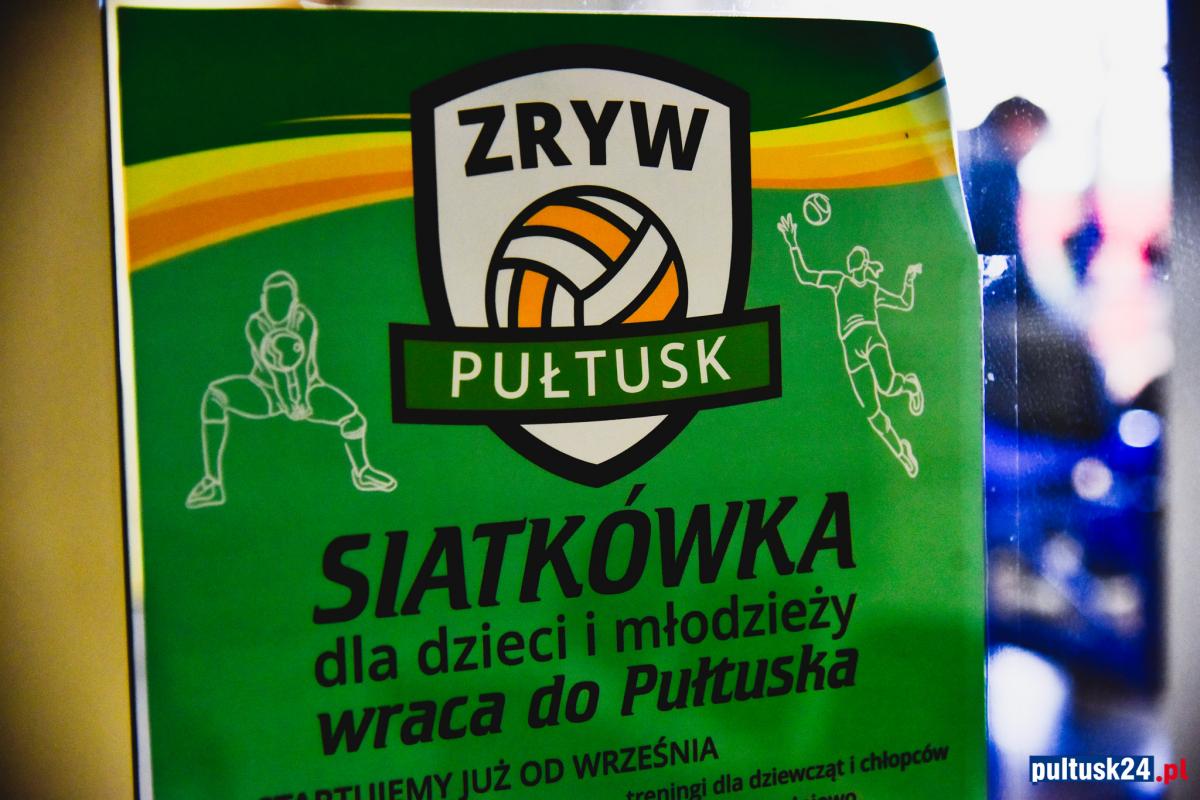 ZRYW
PUŁTUSK
SIATKÓWKA
dla dzieci i młodzieży
wraca do Pułtuska
STARTUJEMY JUŻ OD WRZEŚNIA
treningi dla dziewcząt i chłopców
pultusk24.pl